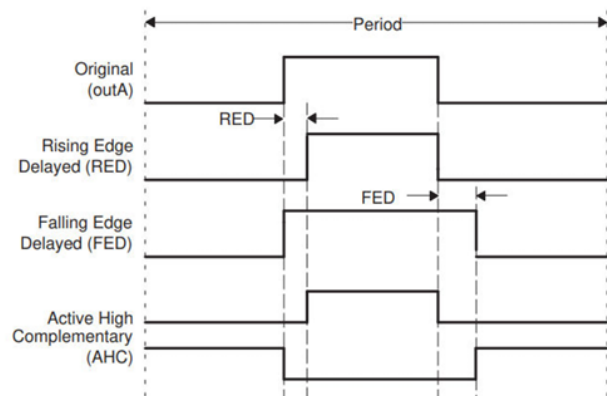 Period
Original
(outA)
RED
Rising Edge
Delayed (RED)
FED
Falling Edge
Delayed (FED)
Active High
Complementary
(AHC)